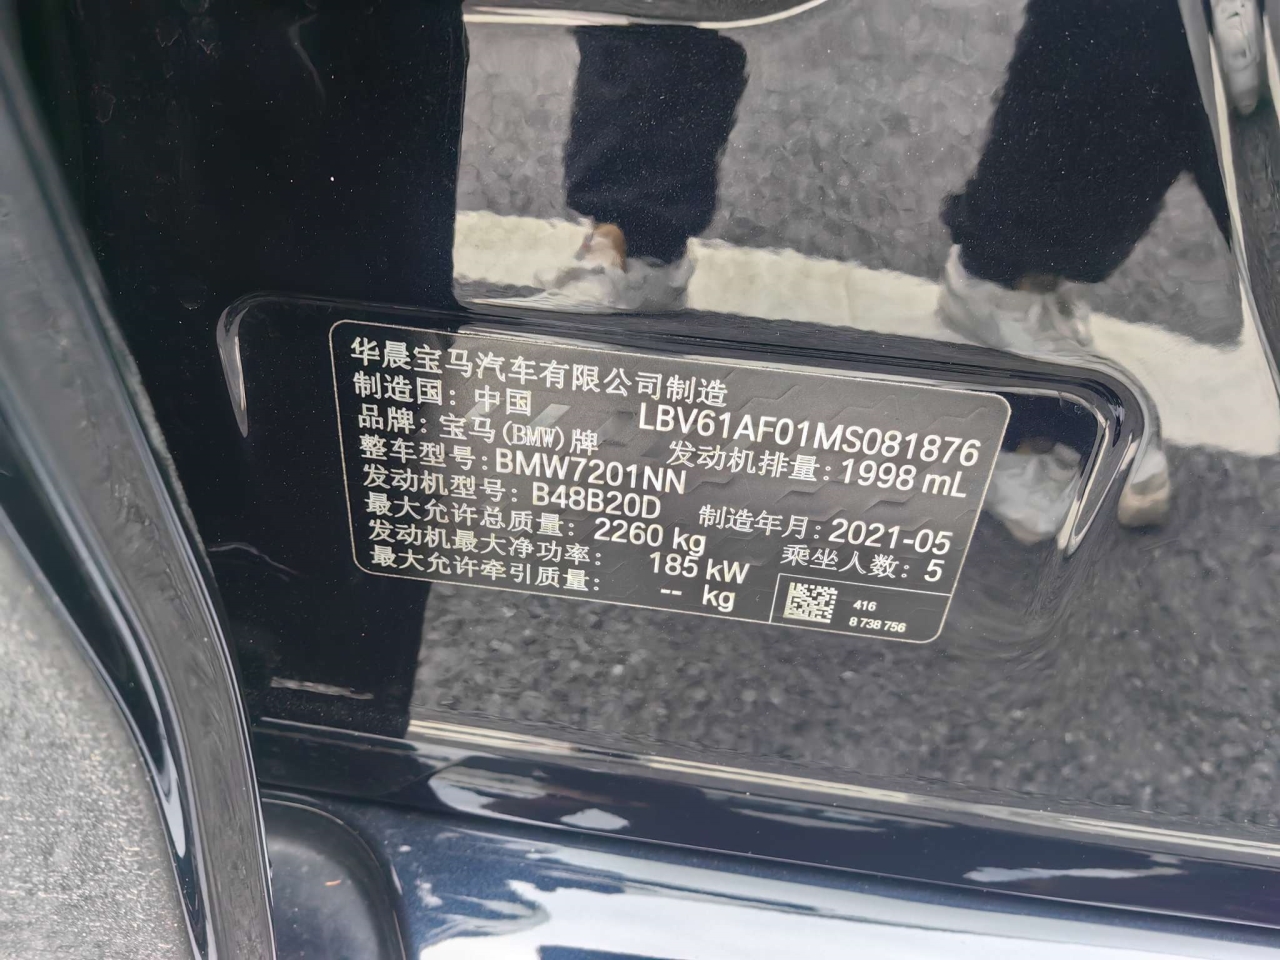 华晨宝马汽车有限公司制造
制造国：中国 LBV61AF01MS081876
品牌：宝马(BMW)牌 发动机排量：1998 mL
整车型号：BMW7201NN
发动机型号：B48B20D 制造年月：2021-05
最大允许总质量：2260 kg 乘坐人数：5
发动机最大净功率：185 kW
最大允许牵引质量：-- kg
416
8 738 756